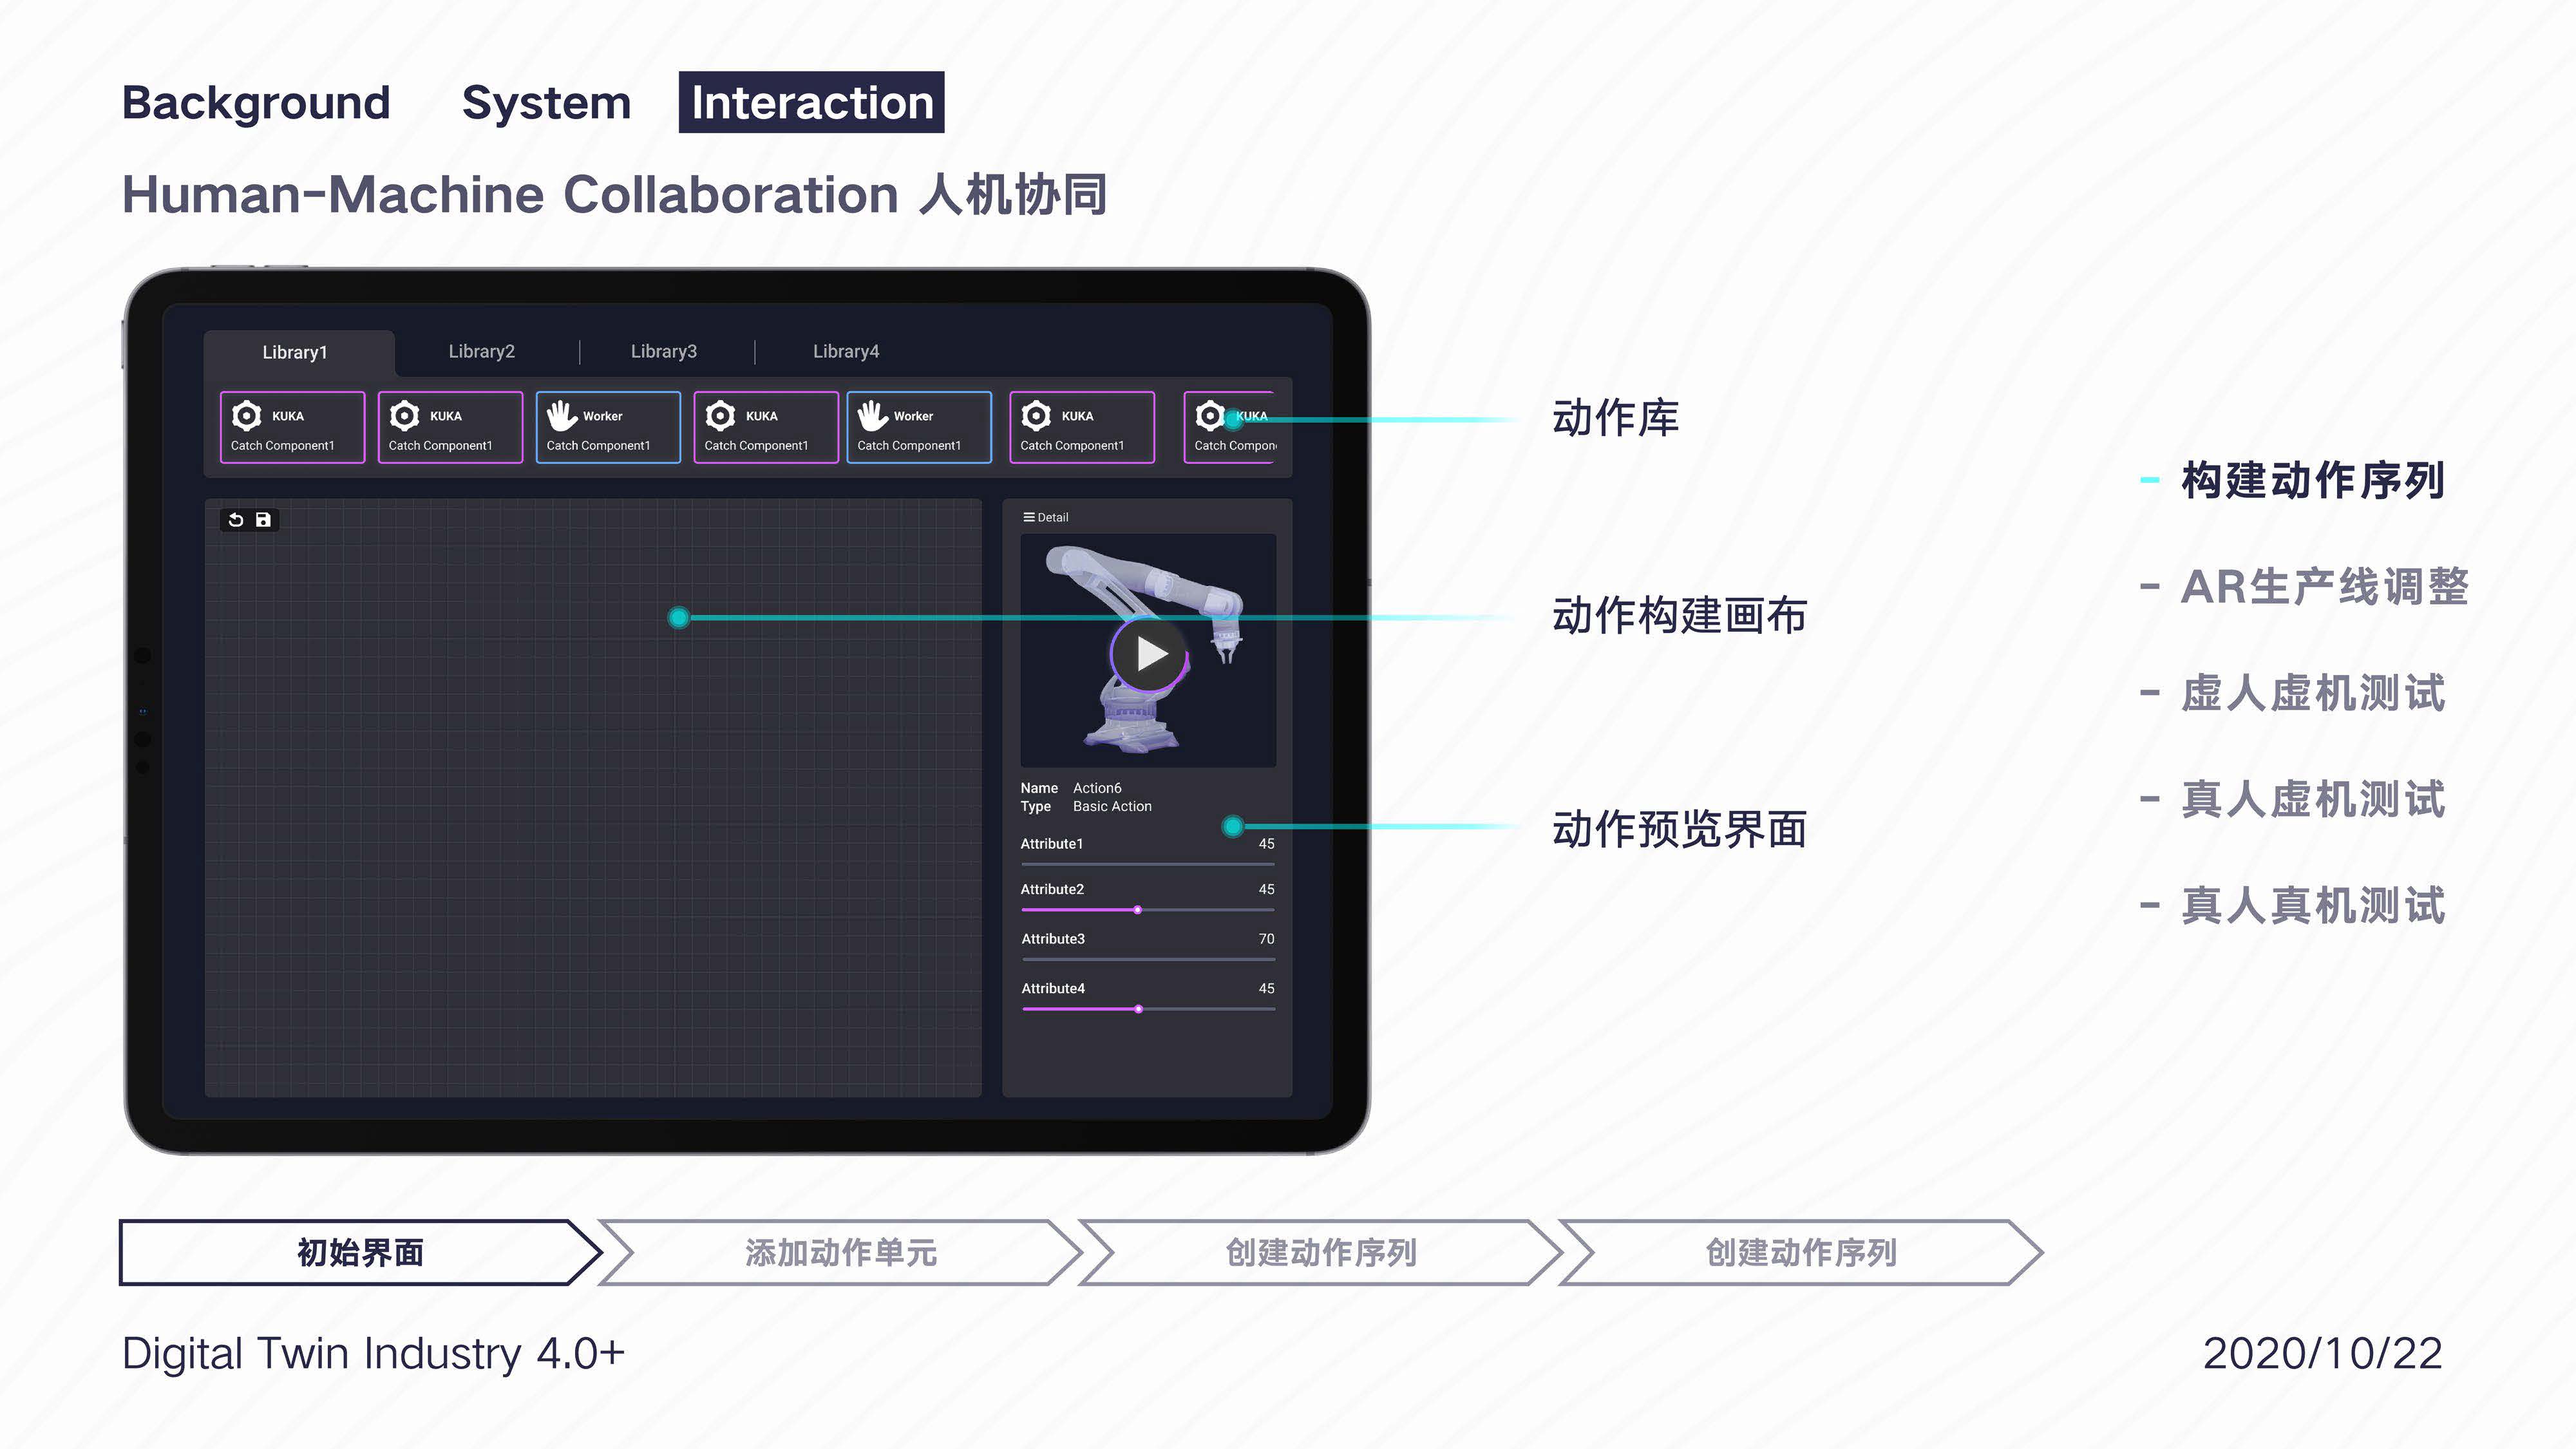 Background System Interaction
Human-Machine Collaboration 人机协同
Library1 Library2 Library3 Library4
KUKA
Catch Component1
KUKA
Catch Component1
Worker
Catch Component1
KUKA
Catch Component1
Worker
Catch Component1
KUKA
Catch Component1
KUKA
Catch Compon
Detail
Name Action6
Type Basic Action
Attribute1 45
Attribute2 45
Attribute3 70
Attribute4 45
动作库
动作构建画布
动作预览界面
- 构建动作序列
- AR生产线调整
- 虚人虚机测试
- 真人虚机测试
- 真人真机测试
初始界面
添加动作单元
创建动作序列
创建动作序列
Digital Twin Industry 4.0+
2020/10/22